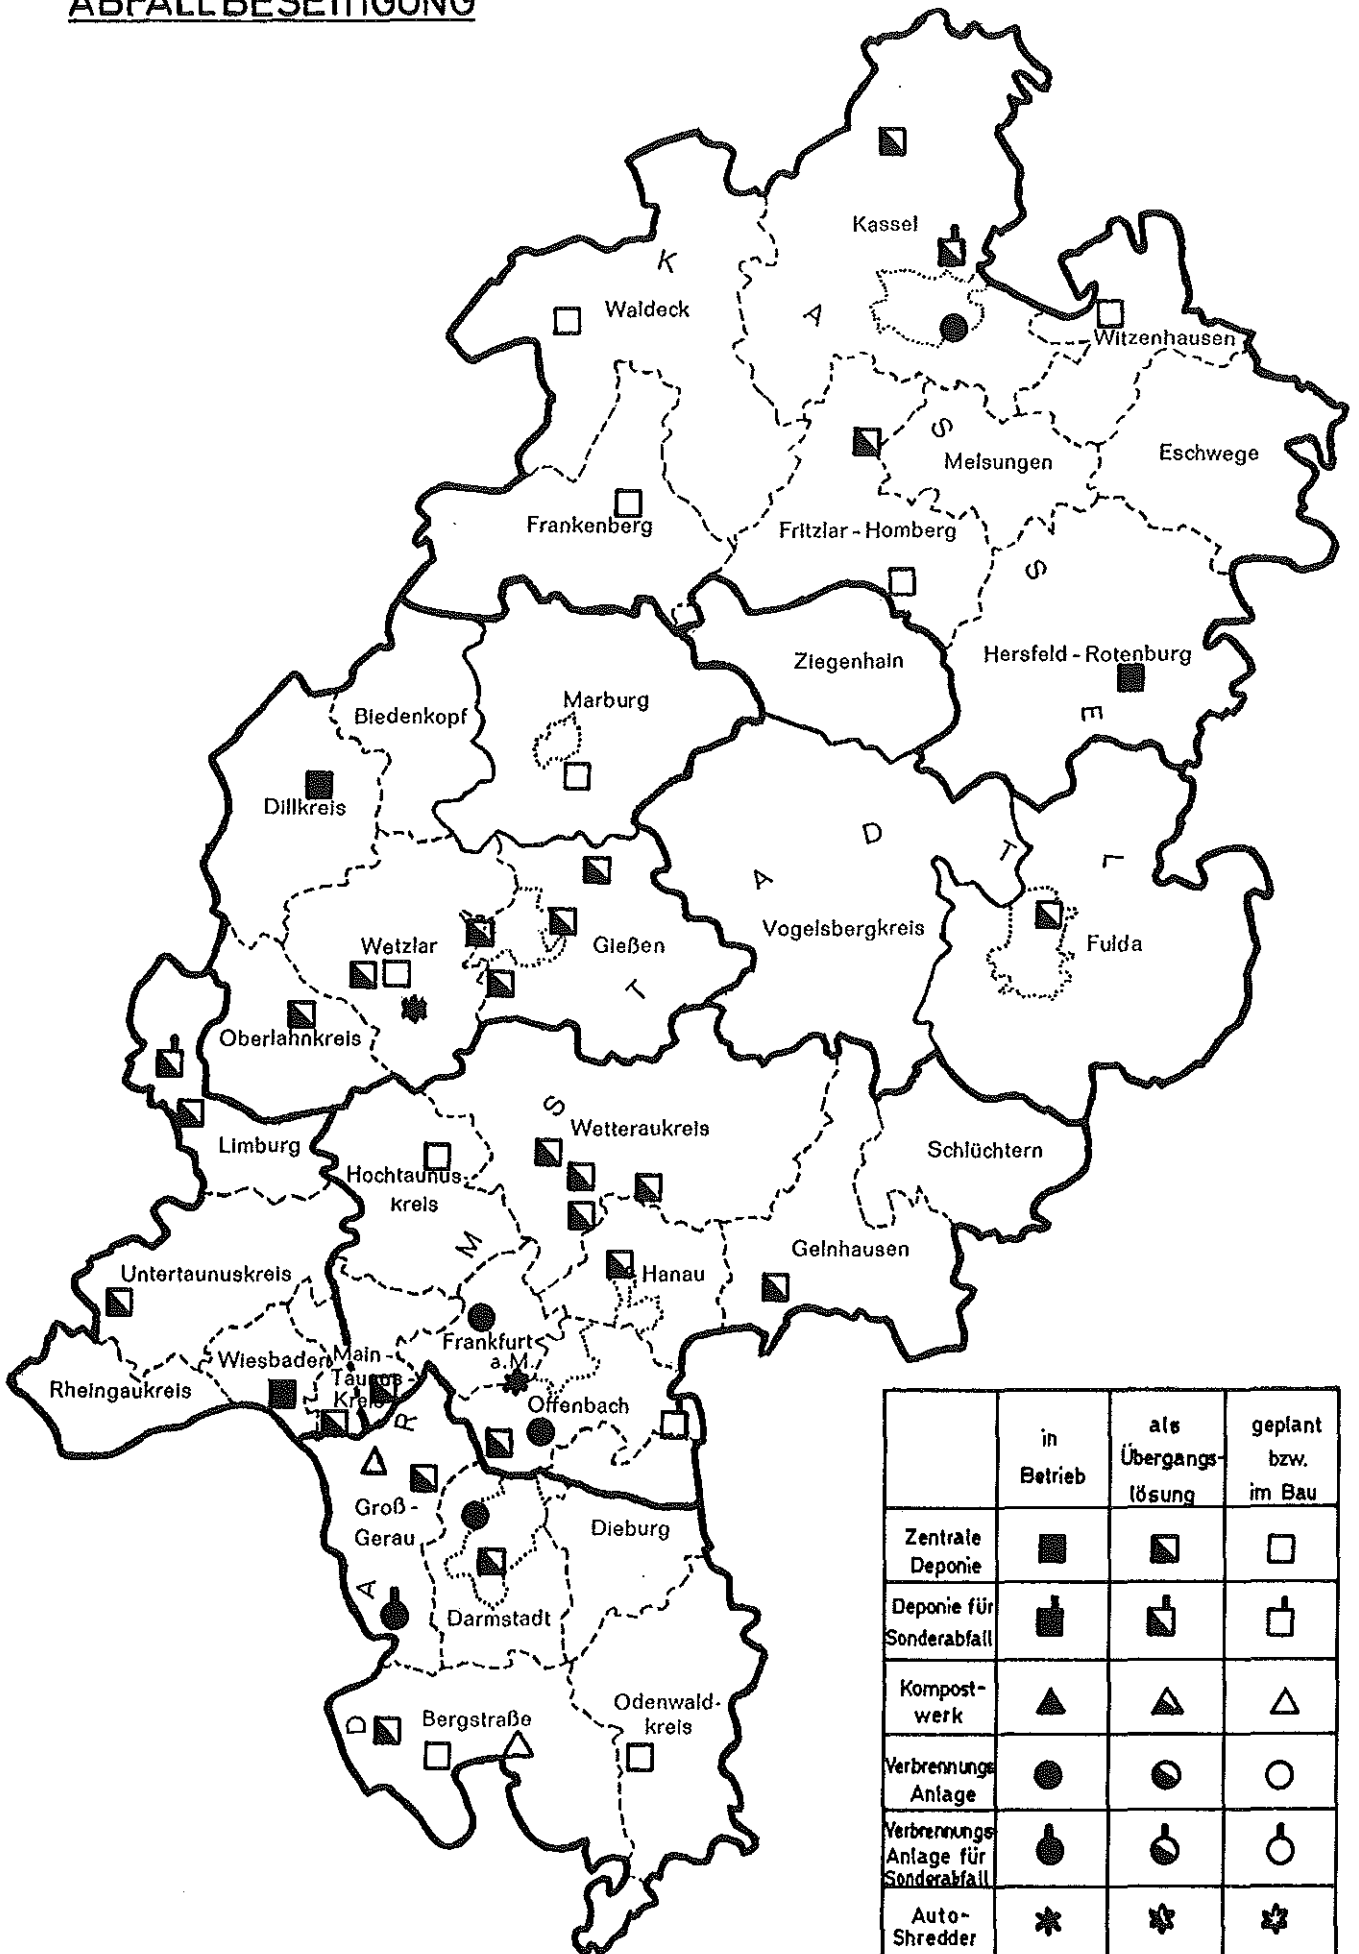 ABFALLBESEITIGUNG
Kassel
K
Waldeck
A
Witzenhausen
S
Melsungen
Eschwege
Frankenberg
Fritzlar-Homberg
S
Ziegenhain
Hersfeld-Rotenburg
E
Marburg
Biedenkopf
Dillkreis
D
A
T
L
Vogelsbergkreis
Wetzlar
Gießen
Fulda
T
Oberlahnkreis
S
Wetteraukreis
Limburg
Hochtaunus
kreis
Schlüchtern
M
Gelnhausen
Untertaunuskreis
Hanau
Frankfurt
a.M.
Wiesbaden
Main-
Taunus-
Kreis
Rheingaukreis
Offenbach
R
Groß-
Gerau
Dieburg
A
Darmstadt
Odenwald-
kreis
D
Bergstraße
in
Betrieb
als
Übergangs-
lösung
geplant
bzw.
im Bau
Zentrale
Deponie
Deponie für
Sonderabfall
Kompost-
werk
Verbrennungs
Anlage
Verbrennungs-
Anlage für
Sonderabfall
Auto-
Shredder